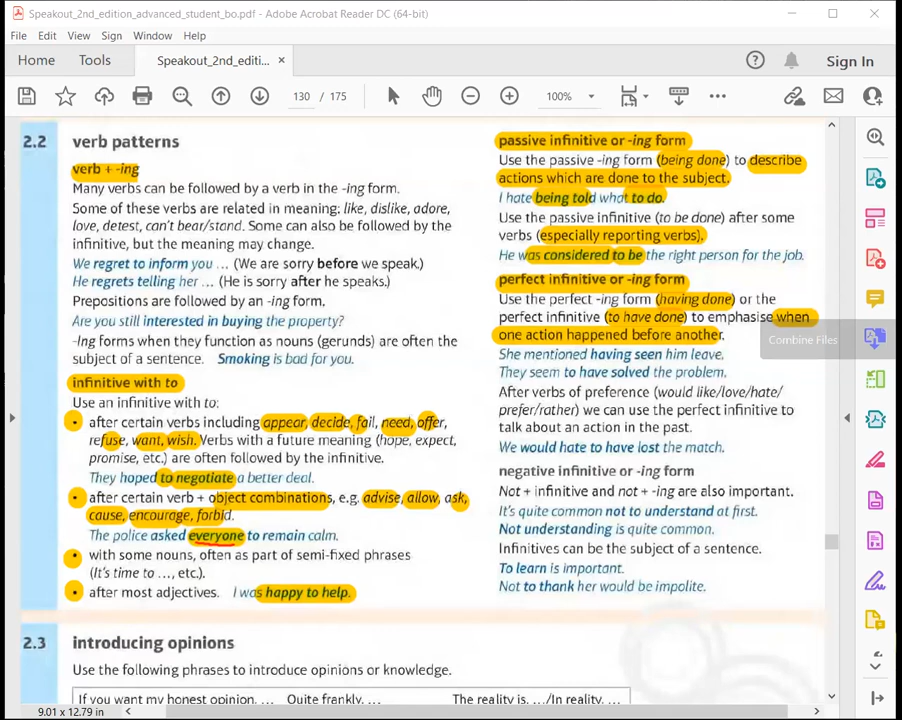 Speakout_2nd_edition_advanced_student_bo.pdf - Adobe Acrobat Reader DC (64-bit)
File Edit View Sign Window Help
Home Tools Speakout_2nd_editi... × Sign In
130 / 175 100%
2.2 verb patterns
verb + -ing
Many verbs can be followed by a verb in the -ing form.
Some of these verbs are related in meaning; like, dislike, adore,
love, detest, can't bear/stand. Some can also be followed by the
infinitive, but the meaning may change.
We regret to inform you ... (We are sorry before we speak.)
He regrets telling her ... (He is sorry after he speaks.)
Prepositions are followed by an -ing form.
Are you still interested in buying the property?
-Ing forms when they function as nouns (gerunds) are often the
subject of a sentence. Smoking is bad for you.
infinitive with to
Use an infinitive with to:
• after certain verbs including appear, decide, fail, need, offer,
refuse, want, wish. Verbs with a future meaning (hope, expect,
promise, etc.) are often followed by the infinitive.
They hoped to negotiate a better deal.
• after certain verb + object combinations, e.g. advise, allow, ask,
cause, encourage, forbid.
The police asked everyone to remain calm.
• with some nouns, often as part of semi-fixed phrases
(It's time to ..., etc.).
• after most adjectives. I was happy to help.
passive infinitive or -ing form
Use the passive -ing form (being done) to describe
actions which are done to the subject.
I hate being told what to do.
Use the passive infinitive (to be done) after some
verbs (especially reporting verbs).
He was considered to be the right person for the job.
perfect infinitive or -ing form
Use the perfect -ing form (having done) or the
perfect infinitive (to have done) to emphasise when
one action happened before another.
Combine Files
She mentioned having seen him leave.
They seem to have solved the problem.
After verbs of preference (would like/love/hate/
prefer/rather) we can use the perfect infinitive to
talk about an action in the past.
We would hate to have lost the match.
negative infinitive or -ing form
Not + infinitive and not + -ing are also important.
It's quite common not to understand at first.
Not understanding is quite common.
Infinitives can be the subject of a sentence.
To learn is important.
Not to thank her would be impolite.
2.3 introducing opinions
Use the following phrases to introduce opinions or knowledge.
If you want my honest opinion, ... Quite frankly, ... The reality is, .../In reality, ...
9.01 x 12.79 in